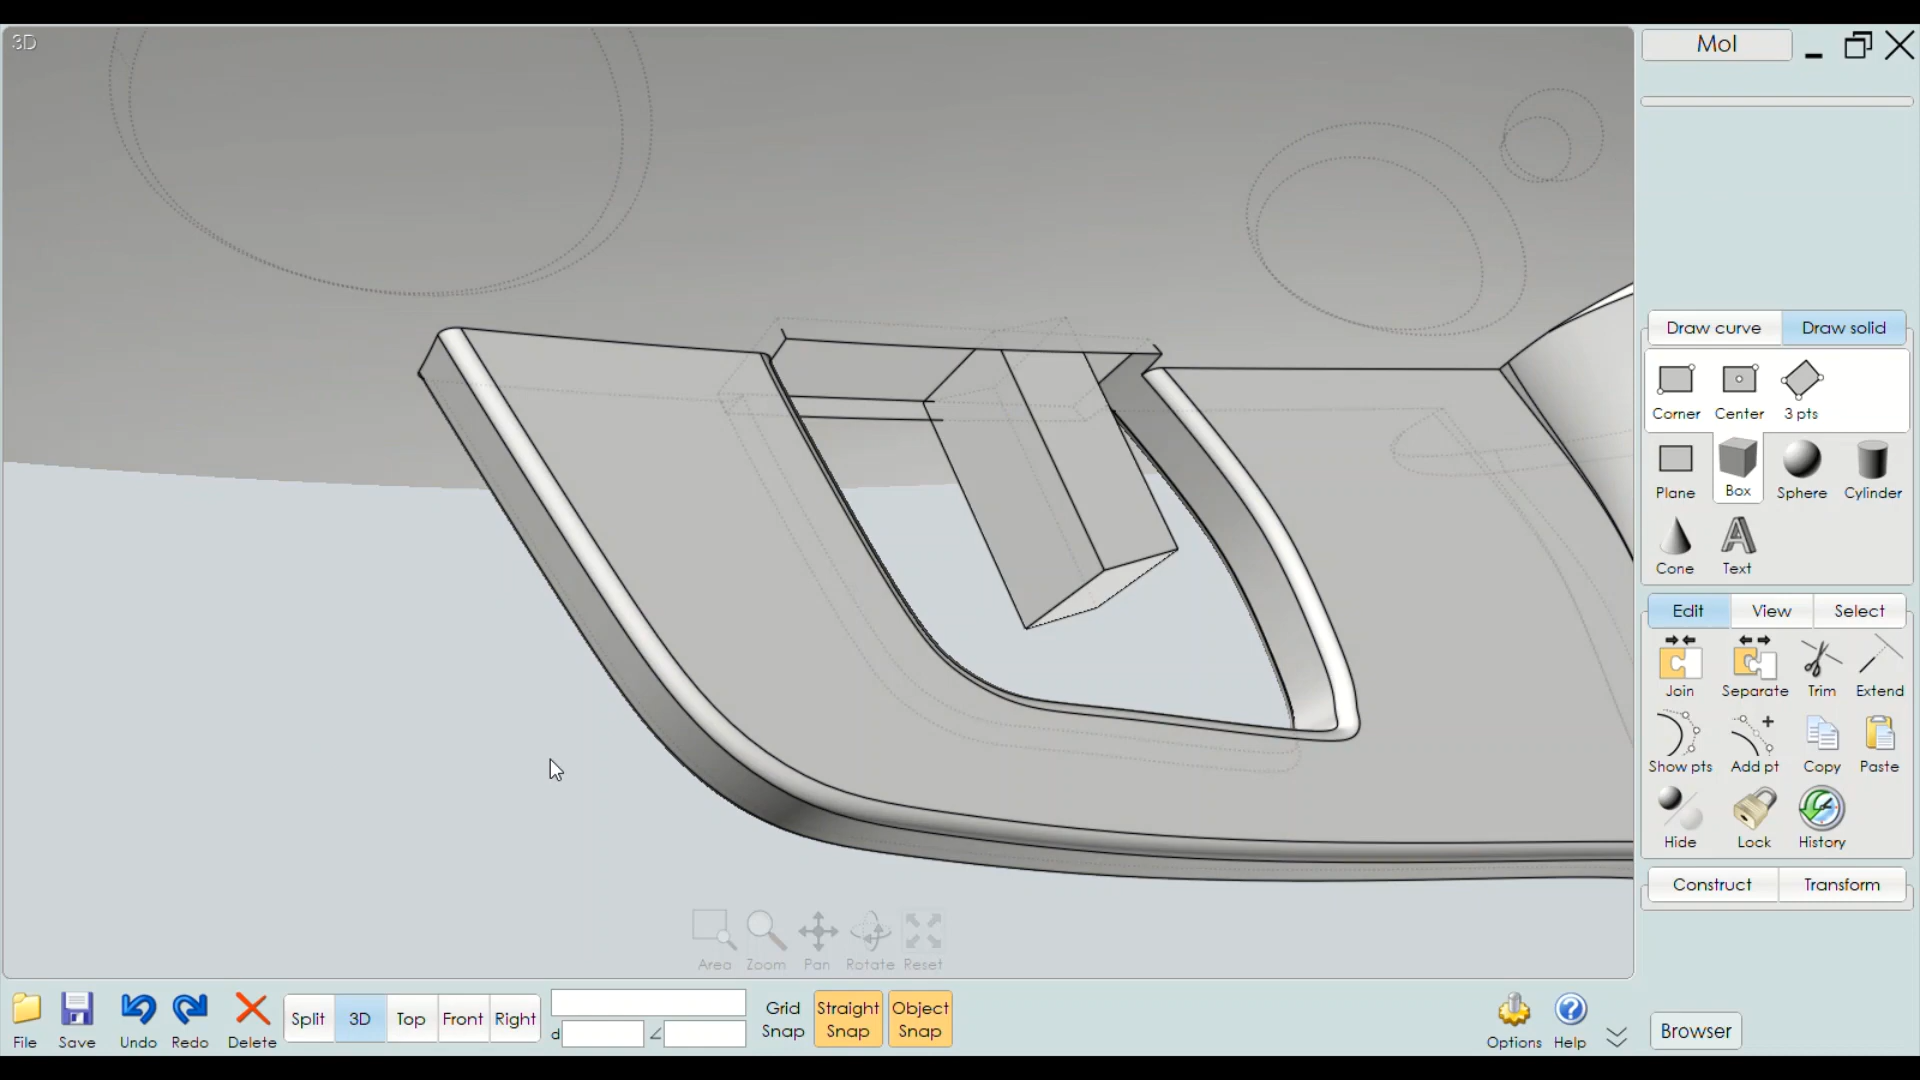 3D
MoI
Draw curve Draw solid
Corner Center 3 pts
Plane Box Sphere Cylinder
Cone Text
Edit View Select
Join Separate Trim Extend
Show pts Add pt Copy Paste
Hide Lock History
Construct Transform
Area Zoom Pan Rotate Reset
File Save Undo Redo Delete
Split 3D Top Front Right
d ∠
Grid Snap
Straight Snap
Object Snap
Options Help
Browser